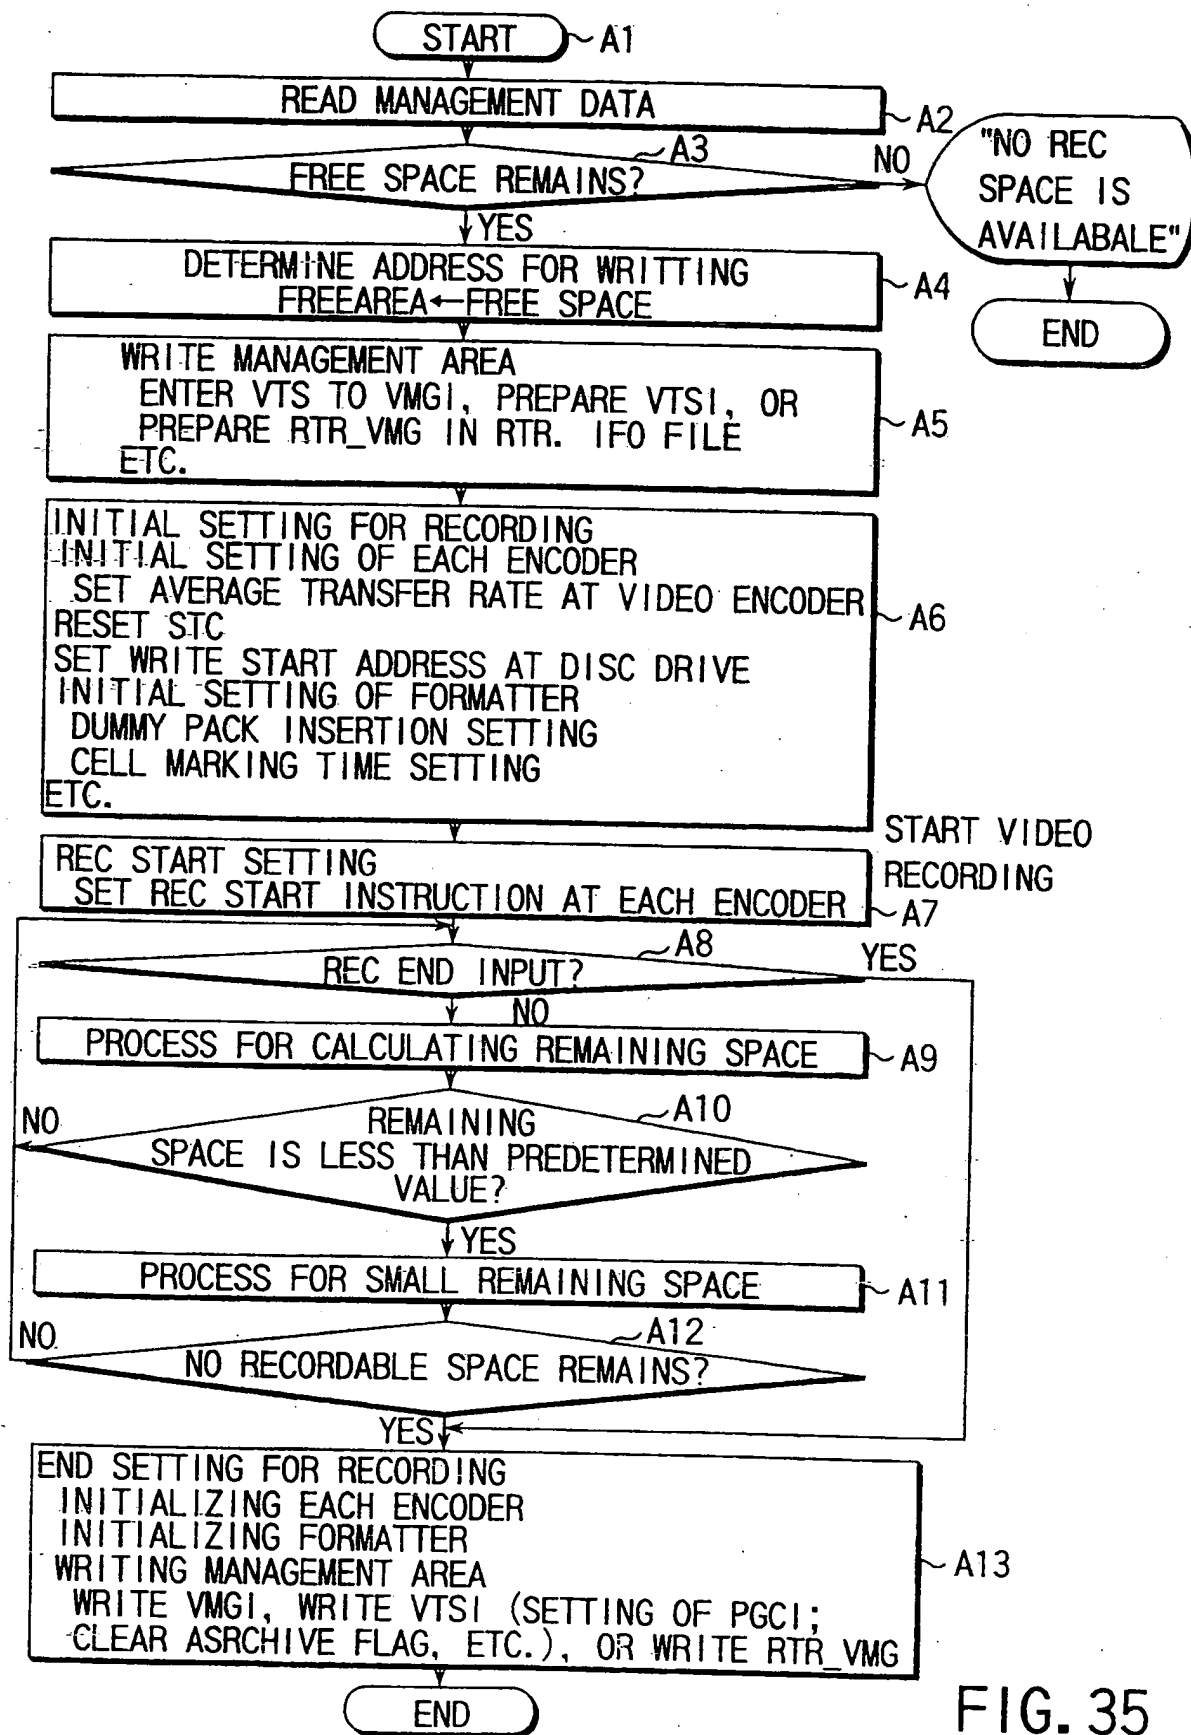 START
A1
READ MANAGEMENT DATA
A2
A3
FREE SPACE REMAINS?
NO
"NO REC
SPACE IS
AVAILABALE"
END
YES
DETERMINE ADDRESS FOR WRITTING
FREEAREA←FREE SPACE
A4
WRITE MANAGEMENT AREA
ENTER VTS TO VMGI, PREPARE VTSI, OR
PREPARE RTR_VMG IN RTR. IFO FILE
ETC.
A5
INITIAL SETTING FOR RECORDING
INITIAL SETTING OF EACH ENCODER
SET AVERAGE TRANSFER RATE AT VIDEO ENCODER
RESET STC
SET WRITE START ADDRESS AT DISC DRIVE
INITIAL SETTING OF FORMATTER
DUMMY PACK INSERTION SETTING
CELL MARKING TIME SETTING
ETC.
A6
START VIDEO
RECORDING
REC START SETTING
SET REC START INSTRUCTION AT EACH ENCODER
A7
A8
REC END INPUT?
YES
NO
PROCESS FOR CALCULATING REMAINING SPACE
A9
A10
NO
REMAINING
SPACE IS LESS THAN PREDETERMINED
VALUE?
YES
PROCESS FOR SMALL REMAINING SPACE
A11
A12
NO
NO RECORDABLE SPACE REMAINS?
YES
END SETTING FOR RECORDING
INITIALIZING EACH ENCODER
INITIALIZING FORMATTER
WRITING MANAGEMENT AREA
WRITE VMGI, WRITE VTSI (SETTING OF PGCI;
CLEAR ASRCHIVE FLAG, ETC.), OR WRITE RTR_VMG
A13
END
FIG. 35